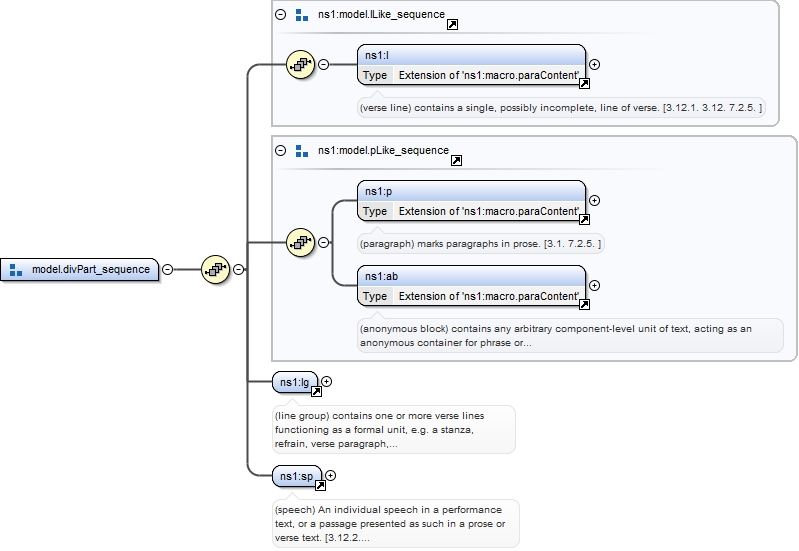 ns1:model.lLike_sequence
ns1:l
Type Extension of 'ns1:macro.paraContent'
(verse line) contains a single, possibly incomplete, line of verse. [3.12.1. 3.12. 7.2.5. ]
ns1:model.pLike_sequence
ns1:p
Type Extension of 'ns1:macro.paraContent'
(paragraph) marks paragraphs in prose. [3.1. 7.2.5. ]
model.divPart_sequence
ns1:ab
Type Extension of 'ns1:macro.paraContent'
(anonymous block) contains any arbitrary component-level unit of text, acting as an
anonymous container for phrase or...
ns1:lg
(line group) contains one or more verse lines
functioning as a formal unit, e.g. a stanza,
refrain, verse paragraph,...
ns1:sp
(speech) An individual speech in a performance
text, or a passage presented as such in a prose or
verse text. [3.12.2....